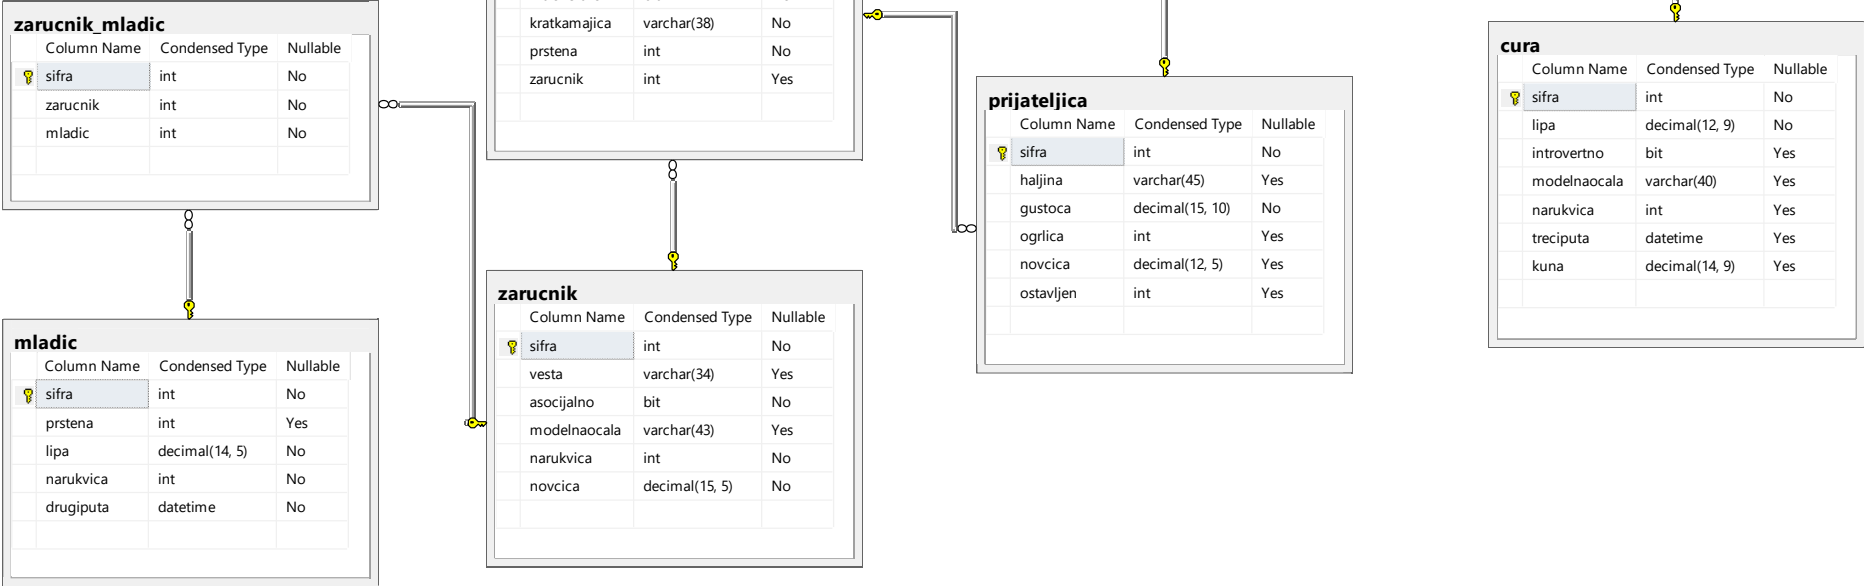 zarucnik_mladic
Column Name Condensed Type Nullable
sifra int No
zarucnik int No
mladic int No
kratkamajica varchar(38) No
prstena int No
zarucnik int Yes
mladic
Column Name Condensed Type Nullable
sifra int No
prstena int Yes
lipa decimal(14, 5) No
narukvica int No
drugiputa datetime No
zarucnik
Column Name Condensed Type Nullable
sifra int No
vesta varchar(34) Yes
asocijalno bit No
modelnaocala varchar(43) Yes
narukvica int No
novcica decimal(15, 5) No
prijateljica
Column Name Condensed Type Nullable
sifra int No
haljina varchar(45) Yes
gustoca decimal(15, 10) No
ogrlica int Yes
novcica decimal(12, 5) Yes
ostavljen int Yes
cura
Column Name Condensed Type Nullable
sifra int No
lipa decimal(12, 9) No
introvertno bit Yes
modelnaocala varchar(40) Yes
narukvica int Yes
treciputa datetime Yes
kuna decimal(14, 9) Yes